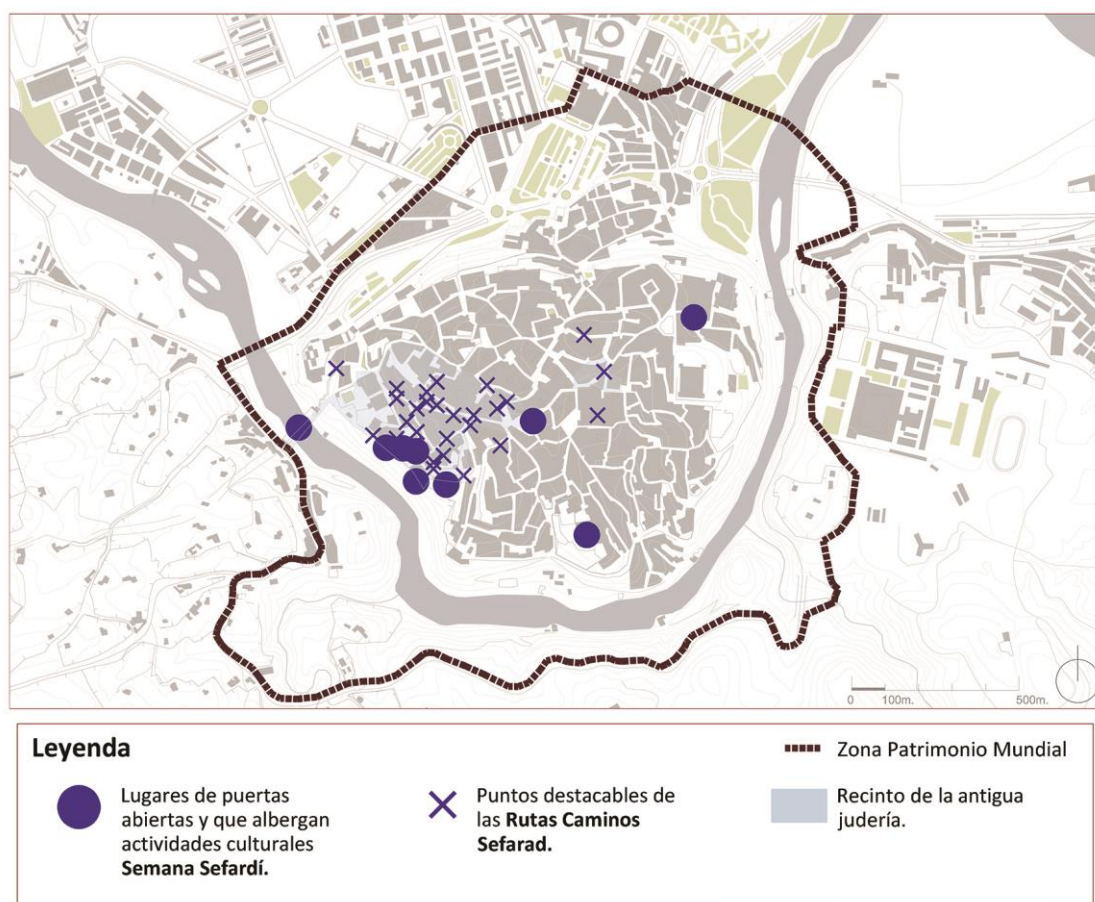 0 100m. 500m.
Leyenda
Lugares de puertas
abiertas y que albergan
actividades culturales
Semana Sefardí.
Puntos destacables de
las Rutas Caminos
Sefarad.
Zona Patrimonio Mundial
Recinto de la antigua
judería.